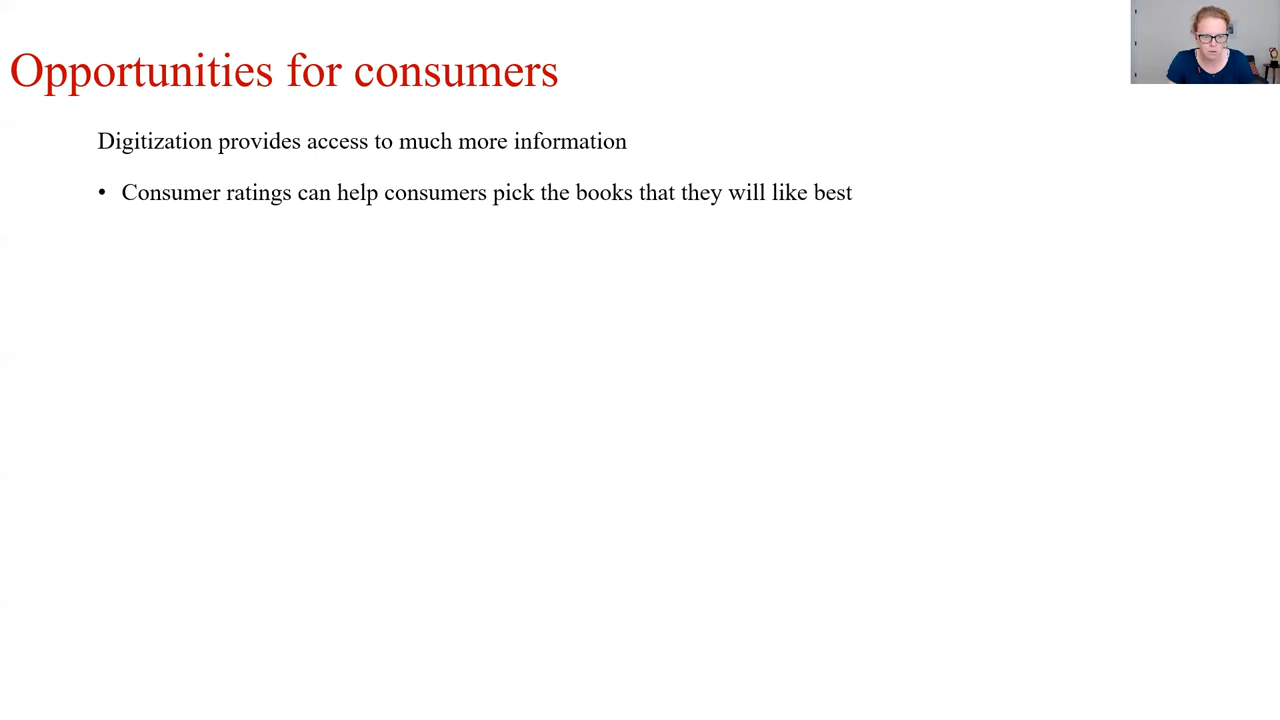 Opportunities for consumers
Digitization provides access to much more information
• Consumer ratings can help consumers pick the books that they will like best